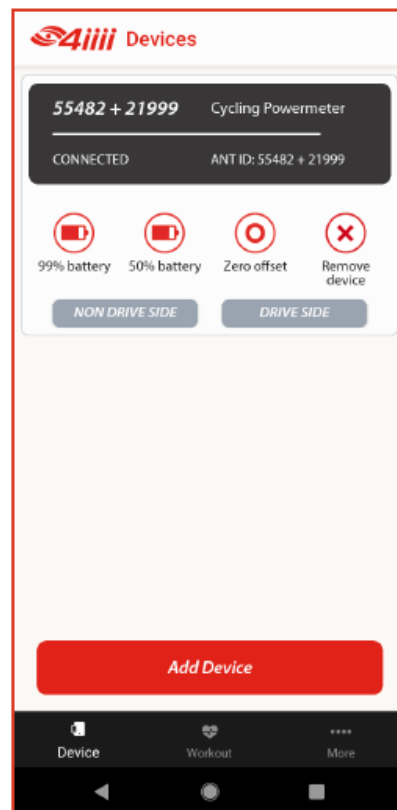 4iiii Devices
55482 + 21999 Cycling Powermeter
CONNECTED ANT ID: 55482 + 21999
99% battery 50% battery Zero offset Remove
device
NON DRIVE SIDE DRIVE SIDE
Add Device
Device Workout More